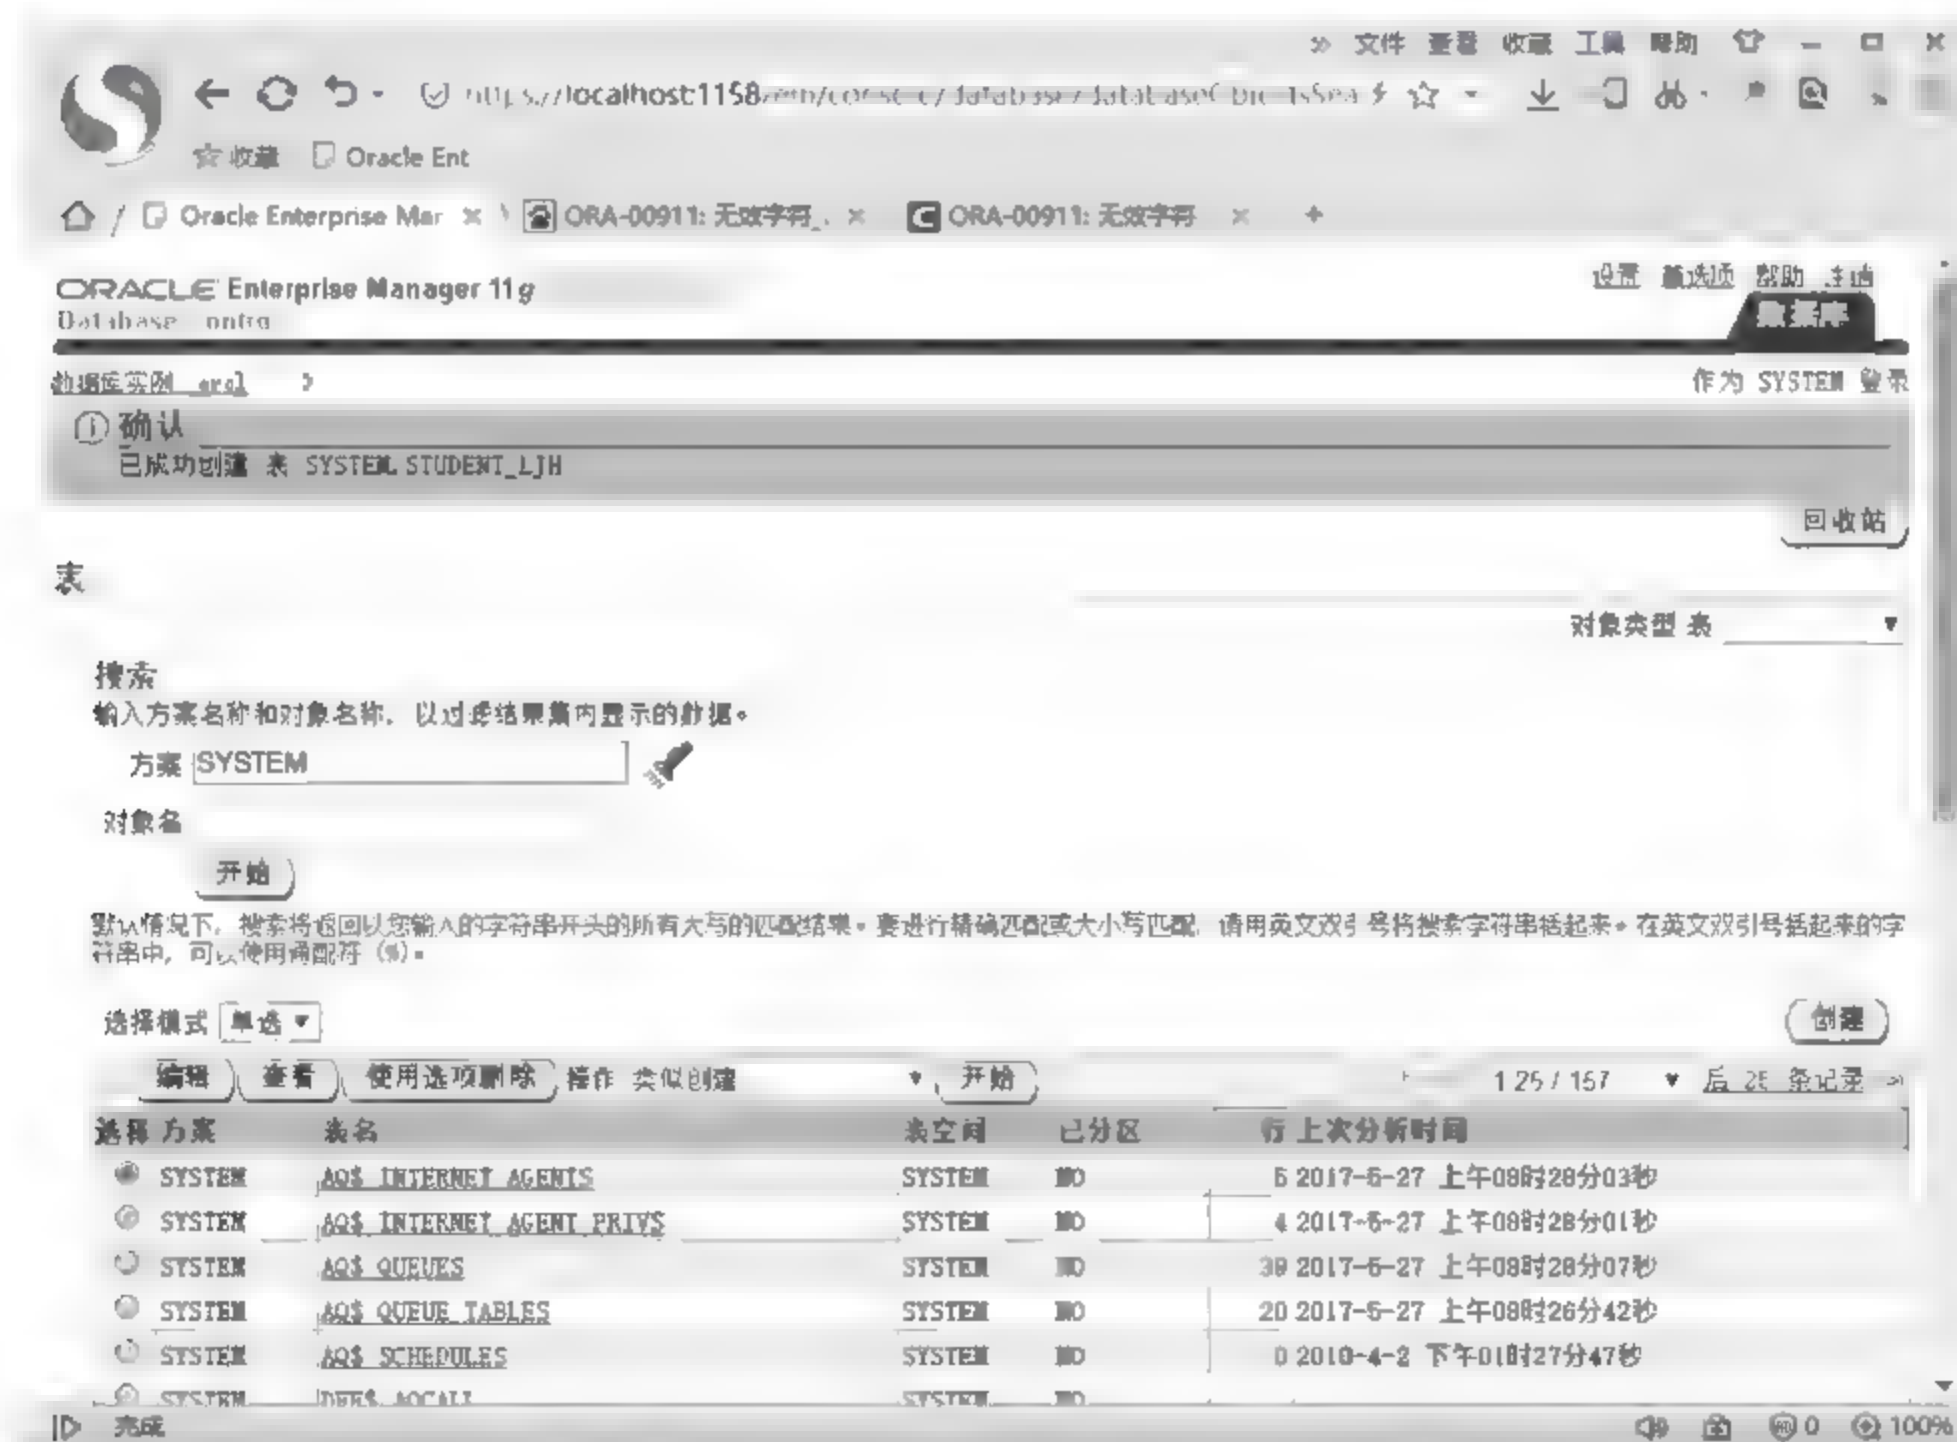 » 文件 查看 收藏 工具 帮助
localhost:1158
收藏 Oracle Ent
Oracle Enterprise Mar ORA-00911: 无效字符_. ORA-00911: 无效字符
设置 首选项 帮助 注销
ORACLE Enterprise Manager 11g
Database
数据库
数据库实例 orcl >
作为 SYSTEM 登录
确认
已成功创建 表 SYSTEM.STUDENT_LJH
回收站
表
对象类型 表
搜索
输入方案名称和对象名称, 以过滤结果集内显示的数据。
方案 SYSTEM
对象名
开始
默认情况下, 搜索将返回以您输入的字符串开头的所有大写的匹配结果。要进行精确匹配或大小写匹配, 请用英文双引号将搜索字符串括起来。在英文双引号括起来的字
符串中, 可以使用通配符 (%)。
选择模式 单选
创建
编辑 查看 使用选项删除 操作 类似创建 开始 后 25 条记录
选择 方案 表名 表空间 已分区 行 上次分析时间
SYSTEM AQ$_INTERNET_AGENTS SYSTEM NO 5 2017-5-27 上午08时28分03秒
SYSTEM AQ$_INTERNET_AGENT_PRIVS SYSTEM NO 4 2017-5-27 上午08时28分01秒
SYSTEM AQ$_QUEUES SYSTEM NO 39 2017-5-27 上午08时28分07秒
SYSTEM AQ$_QUEUE_TABLES SYSTEM NO 20 2017-5-27 上午08时26分42秒
SYSTEM AQ$_SCHEDULES SYSTEM NO 0 2010-4-2 下午01时27分47秒
SYSTEM SYSTEM NO
完成 0 100%